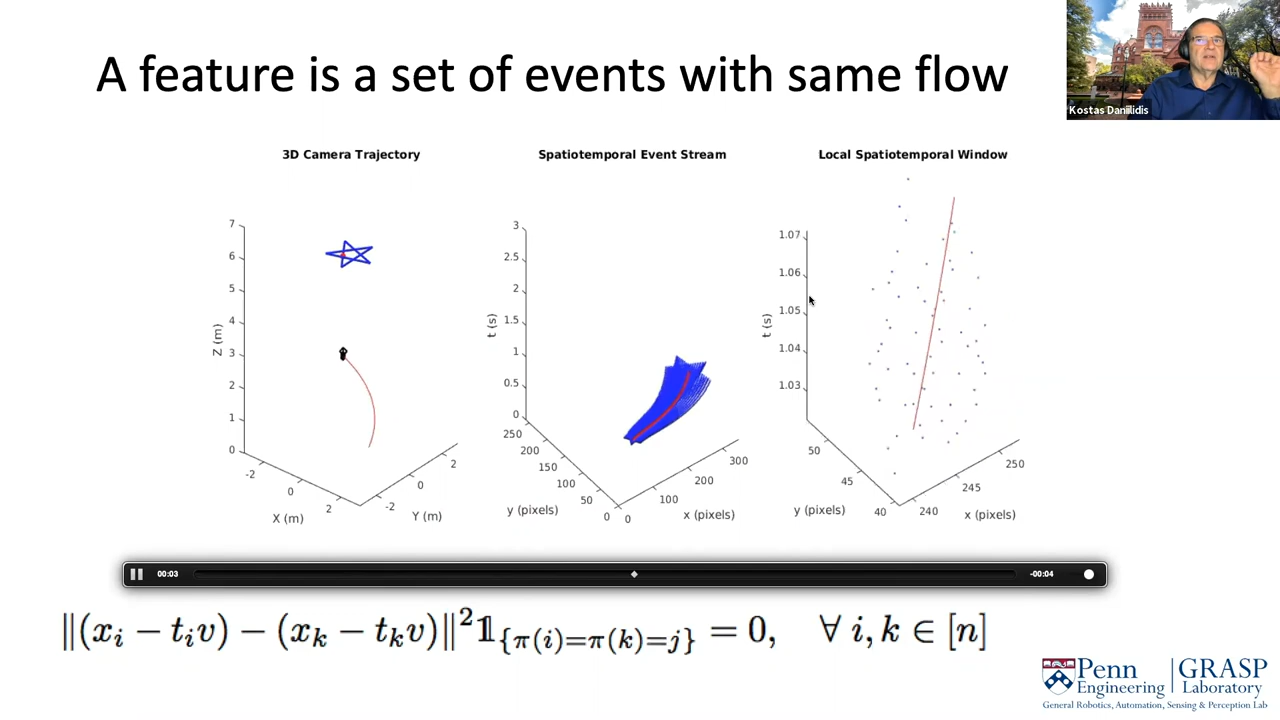 A feature is a set of events with same flow
Kostas Daniilidis
3D Camera Trajectory
7
6
5
4
3
2
1
0
Z (m)
-2
0
2
X (m)
-2
0
2
Y (m)
Spatiotemporal Event Stream
3
2.5
2
1.5
1
0.5
0
t (s)
250
200
150
100
50
0
y (pixels)
0
100
200
300
x (pixels)
Local Spatiotemporal Window
1.07
1.06
1.05
1.04
1.03
t (s)
50
45
40
y (pixels)
240
245
250
x (pixels)
00:03
-00:04
‖(x_i − t_i v) − (x_k − t_k v)‖² 𝟙_{π(i)=π(k)=j} = 0, ∀ i, k ∈ [n]
Penn Engineering
GRASP Laboratory
General Robotics, Automation, Sensing & Perception Lab